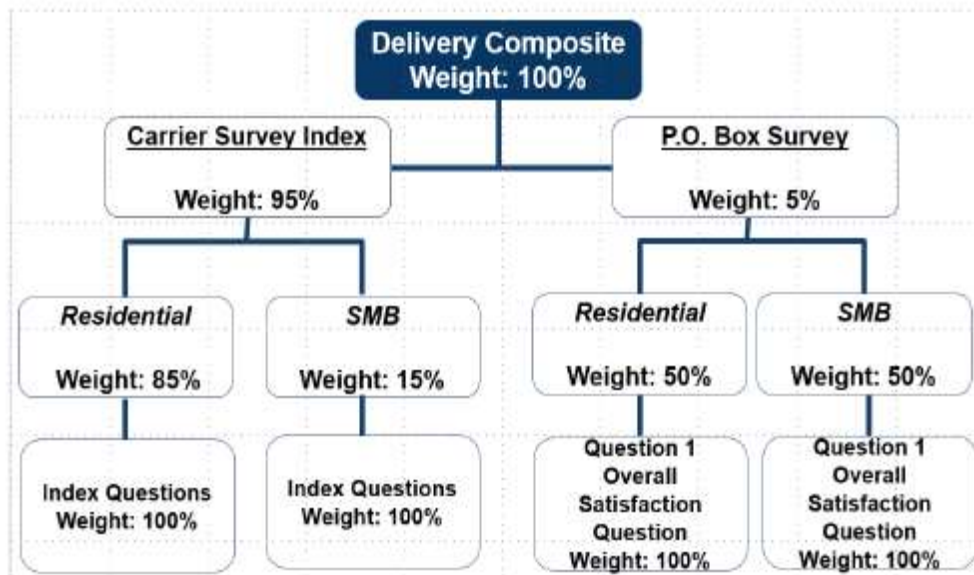 Delivery Composite
Weight: 100%
Carrier Survey Index
Weight: 95%
P.O. Box Survey
Weight: 5%
Residential
Weight: 85%
SMB
Weight: 15%
Residential
Weight: 50%
SMB
Weight: 50%
Index Questions
Weight: 100%
Index Questions
Weight: 100%
Question 1
Overall
Satisfaction
Question
Weight: 100%
Question 1
Overall
Satisfaction
Question
Weight: 100%